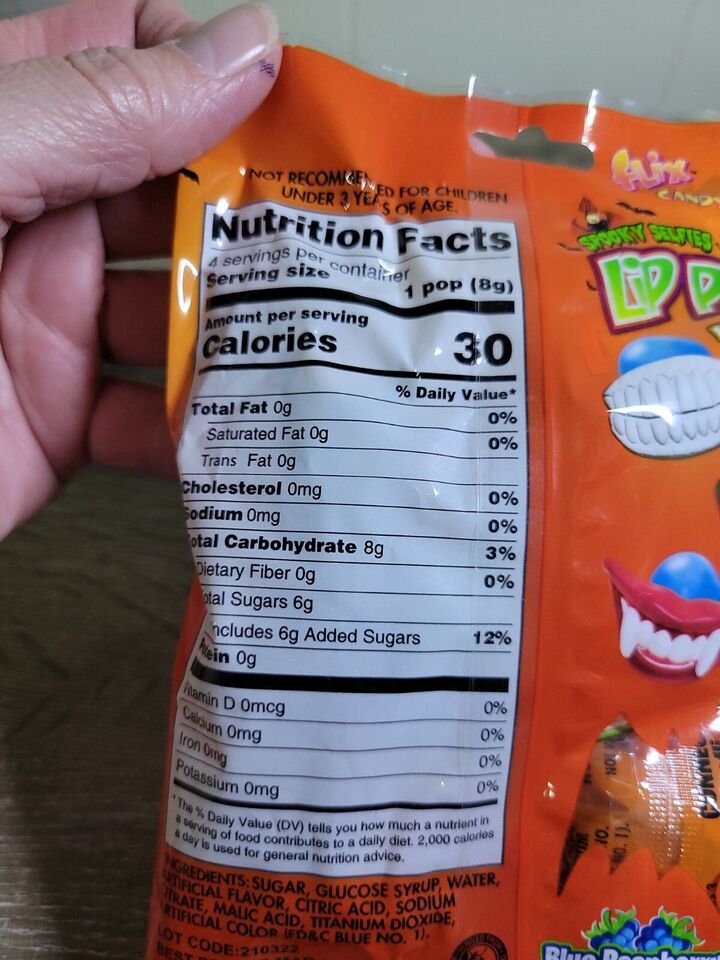 NOT RECOMMENDED FOR CHILDREN
UNDER 3 YEARS OF AGE.
Nutrition Facts
4 servings per container
Serving size 1 pop (8g)
Amount per serving
Calories 30
% Daily Value*
Total Fat 0g 0%
Saturated Fat 0g 0%
Trans Fat 0g
Cholesterol 0mg 0%
Sodium 0mg 0%
Total Carbohydrate 8g 3%
Dietary Fiber 0g 0%
Total Sugars 6g
Includes 6g Added Sugars 12%
Protein 0g
Vitamin D 0mcg 0%
Calcium 0mg 0%
Iron 0mg 0%
Potassium 0mg 0%
*The % Daily Value (DV) tells you how much a nutrient in
a serving of food contributes to a daily diet. 2,000 calories
a day is used for general nutrition advice.
INGREDIENTS: SUGAR, GLUCOSE SYRUP, WATER,
ARTIFICIAL FLAVOR, CITRIC ACID, SODIUM
CITRATE, MALIC ACID, TITANIUM DIOXIDE,
ARTIFICIAL COLOR (FD&C BLUE NO. 1).
LOT CODE:210322
BEST
flix
CANDY
SPOOKY SELFIES
LiP P
NO. 1).
Blue Raspberry